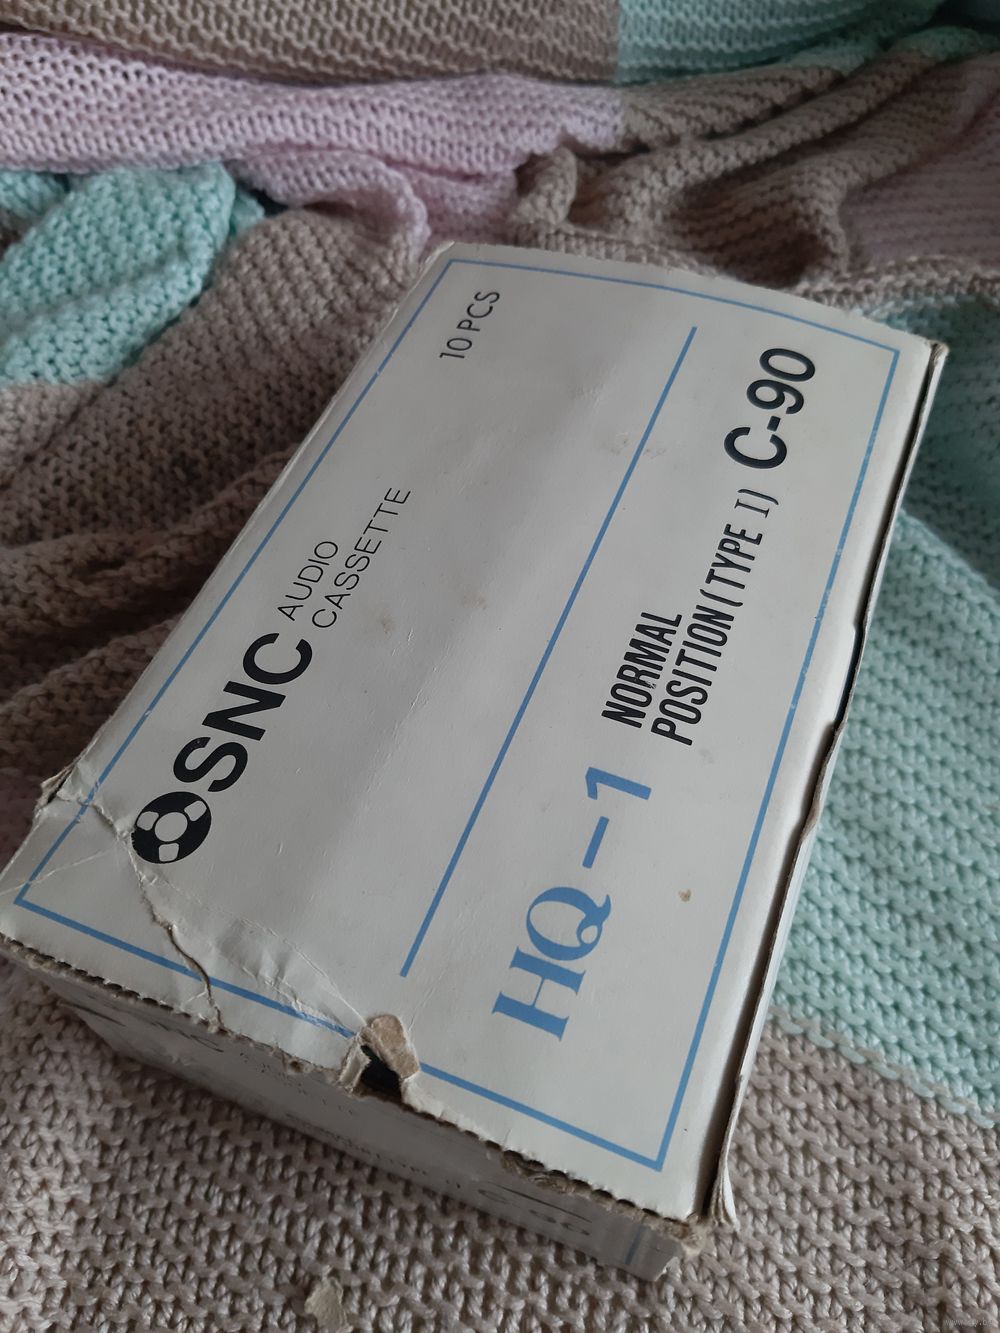 SNC AUDIO
CASSETTE
10 PCS
HQ-1
NORMAL
POSITION (TYPE I)
C-90